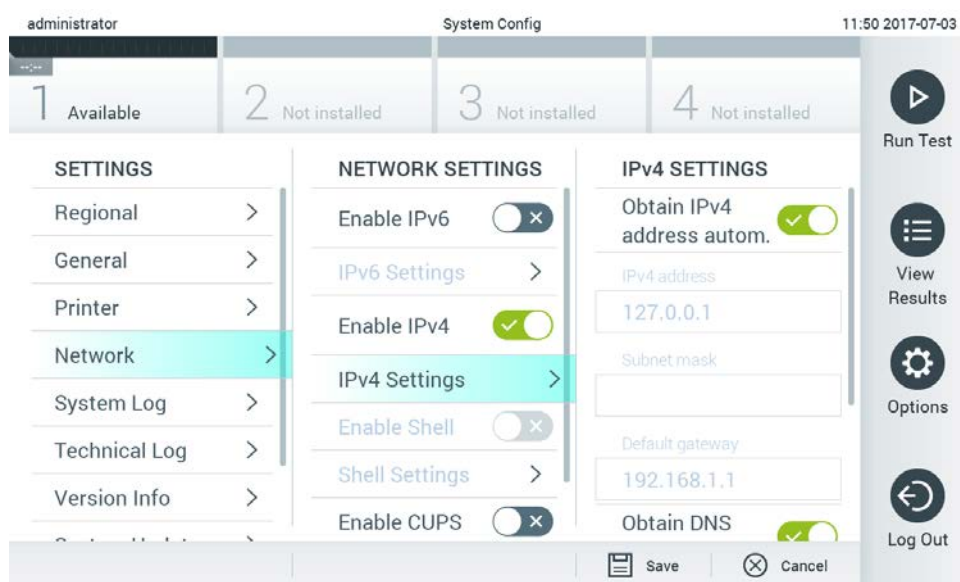 administrator
System Config
11:50 2017-07-03
--:--
1 Available
2 Not installed
3 Not installed
4 Not installed
Run Test
View
Results
Options
Log Out
SETTINGS
Regional
General
Printer
Network
System Log
Technical Log
Version Info
NETWORK SETTINGS
Enable IPv6
IPv6 Settings
Enable IPv4
IPv4 Settings
Enable Shell
Shell Settings
Enable CUPS
IPv4 SETTINGS
Obtain IPv4
address autom.
IPv4 address
127.0.0.1
Subnet mask
Default gateway
192.168.1.1
Obtain DNS
Save
Cancel